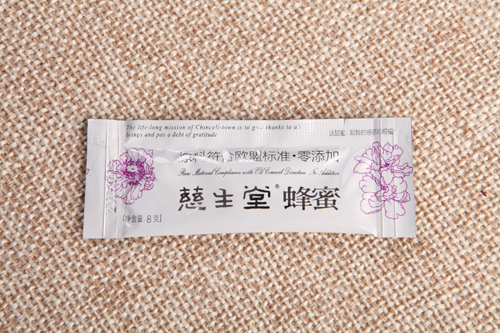 The life-long mission of Chincellstown is to give thanks to all
beings and pay a debt of gratitude
原料符合欧盟标准·零添加
Raw Material Compliance with EU Council Direction, No Addition
慈生堂®蜂蜜
[净含量 8克]